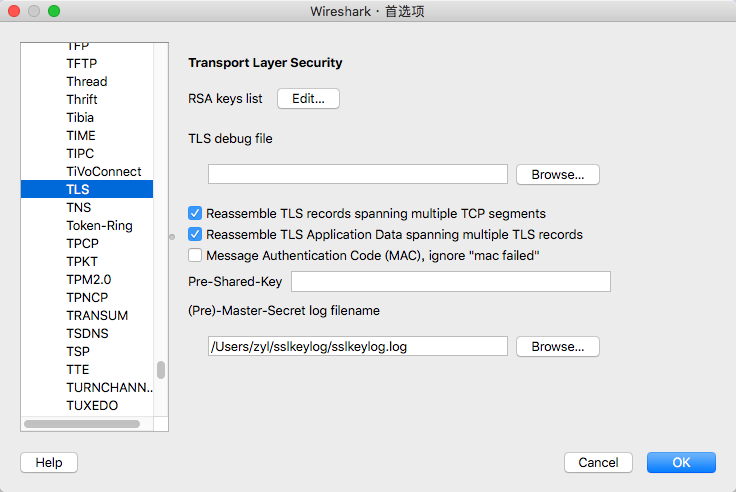 Wireshark · 首选项
TFP
TFTP
Thread
Thrift
Tibia
TIME
TIPC
TiVoConnect
TLS
TNS
Token-Ring
TPCP
TPKT
TPM2.0
TPNCP
TRANSUM
TSDNS
TSP
TTE
TURNCHANN...
TUXEDO
Transport Layer Security
RSA keys list Edit...
TLS debug file
Browse...
Reassemble TLS records spanning multiple TCP segments
Reassemble TLS Application Data spanning multiple TLS records
Message Authentication Code (MAC), ignore "mac failed"
Pre-Shared-Key
(Pre)-Master-Secret log filename
/Users/zyl/sslkeylog/sslkeylog.log Browse...
Help Cancel OK